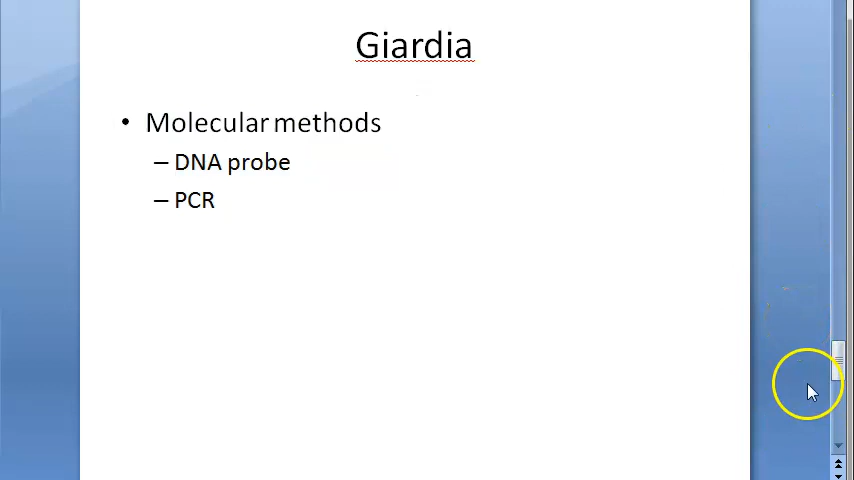 Giardia
• Molecular methods
– DNA probe
– PCR